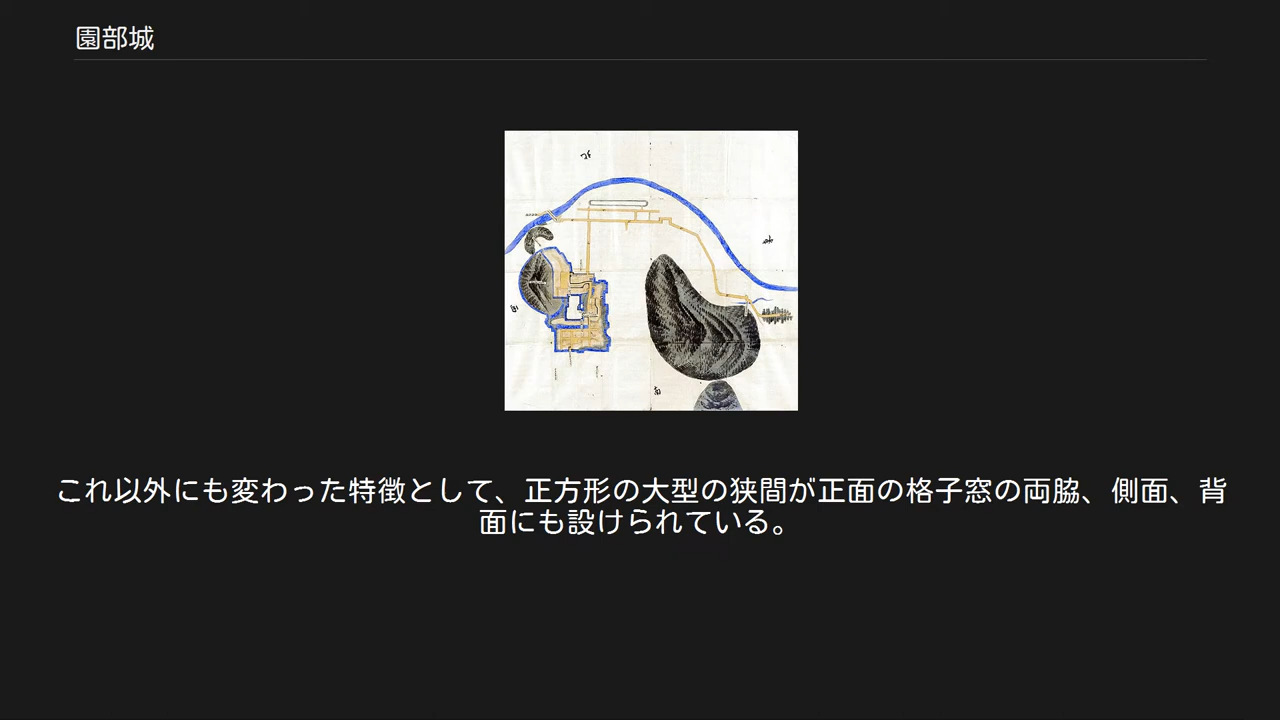 園部城
北
これ以外にも変わった特徴として、正方形の大型の狭間が正面の格子窓の両脇、側面、背
面にも設けられている。